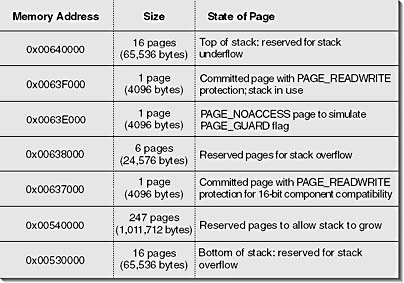 Memory Address Size State of Page
0x00640000 16 pages Top of stack: reserved for stack
(65,536 bytes) underflow
0x0063F000 1 page Committed page with PAGE_READWRITE
(4096 bytes) protection; stack in use
0x0063E000 1 page PAGE_NOACCESS page to simulate
(4096 bytes) PAGE_GUARD flag
0x00638000 6 pages Reserved pages for stack overflow
(24,576 bytes)
0x00637000 1 page Committed page with PAGE_READWRITE
(4096 bytes) protection for 16-bit component compatibility
0x00540000 247 pages Reserved pages to allow stack to grow
(1,011,712 bytes)
0x00530000 16 pages Bottom of stack: reserved for stack
(65,536 bytes) overflow